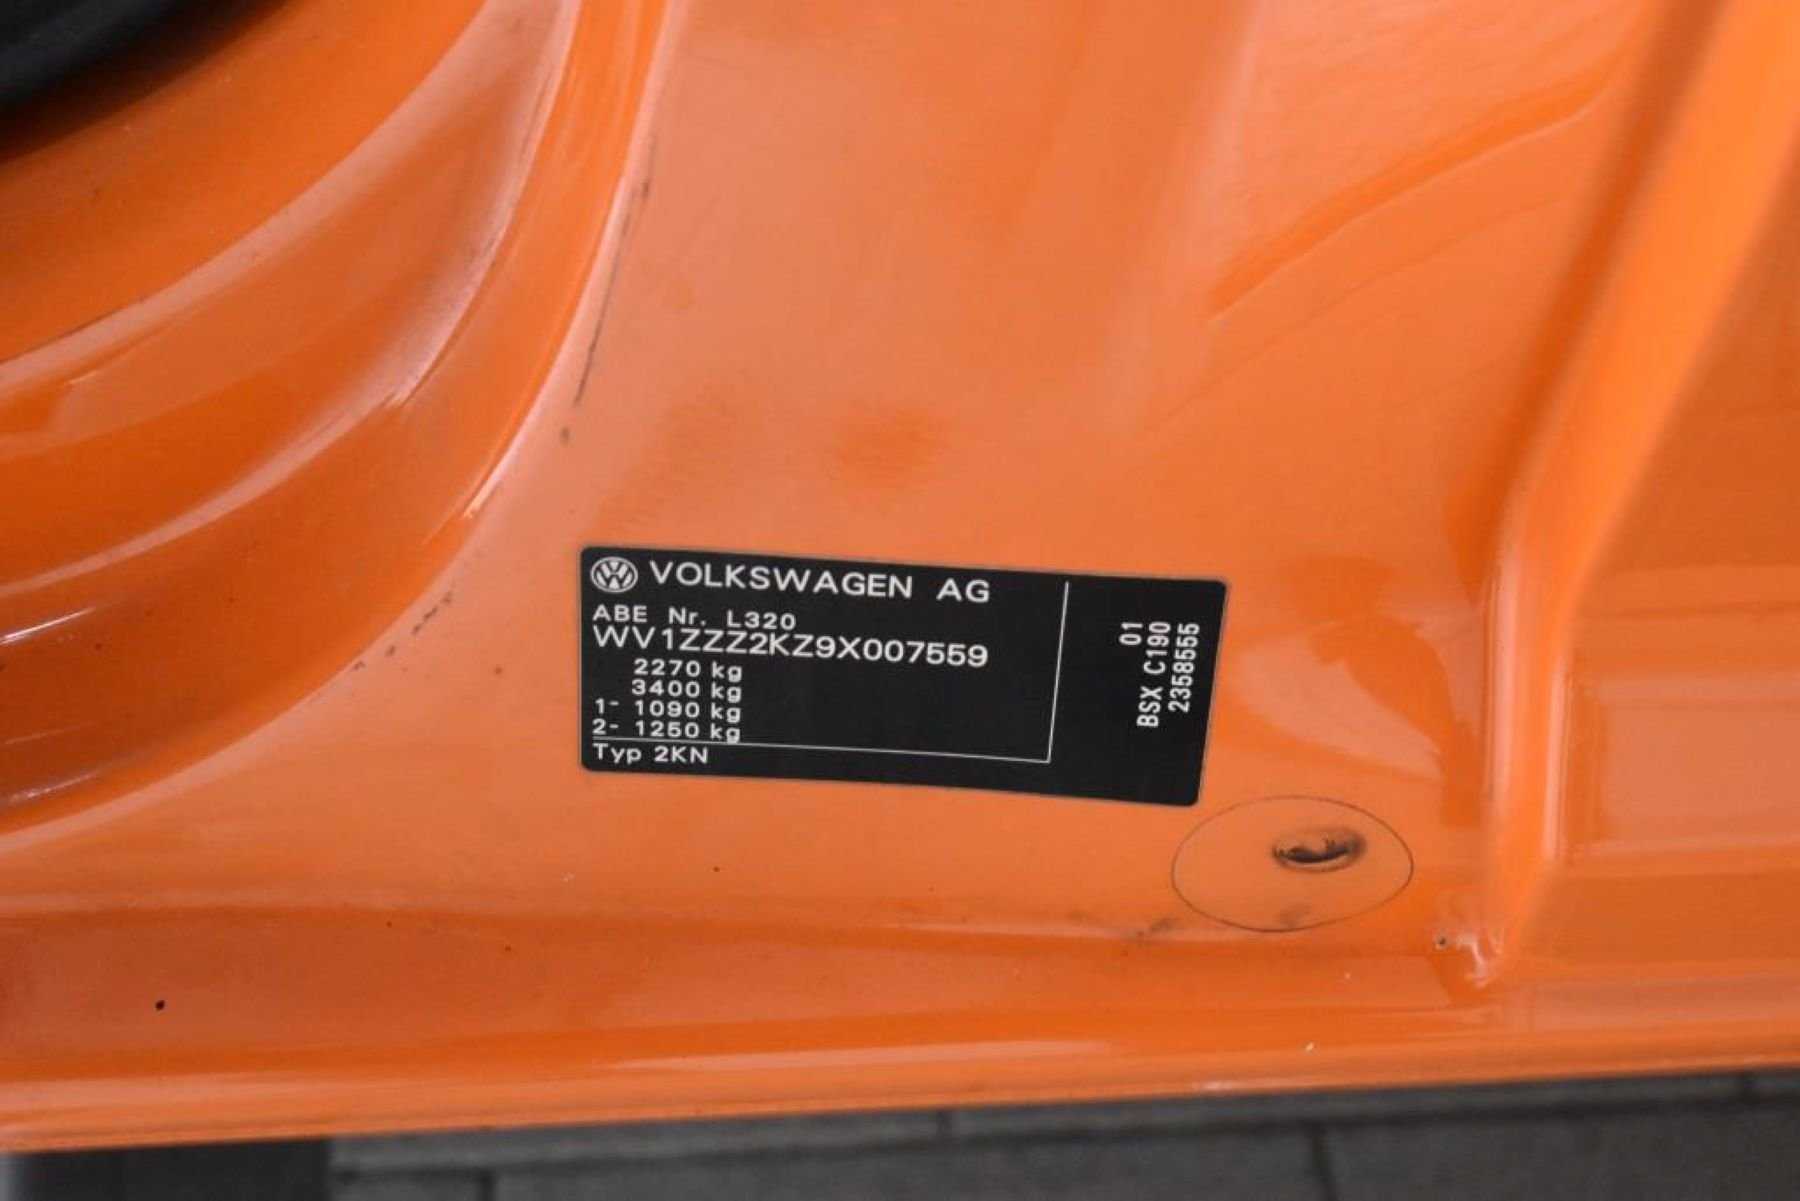 VOLKSWAGEN AG
ABE Nr. L320
WV1ZZZ2KZ9X007559
2270 kg
3400 kg
1- 1090 kg
2- 1250 kg
Typ 2KN
01
BSX C190
2358555